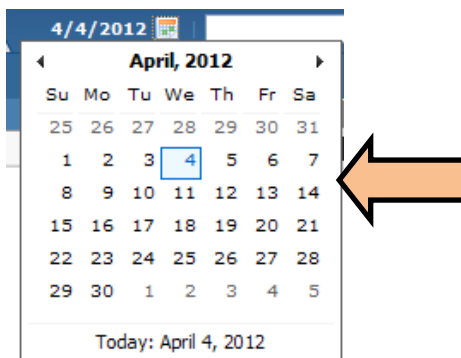 4/4/2012
April, 2012
Su Mo Tu We Th Fr Sa
25 26 27 28 29 30 31
1 2 3 4 5 6 7
8 9 10 11 12 13 14
15 16 17 18 19 20 21
22 23 24 25 26 27 28
29 30 1 2 3 4 5
Today: April 4, 2012